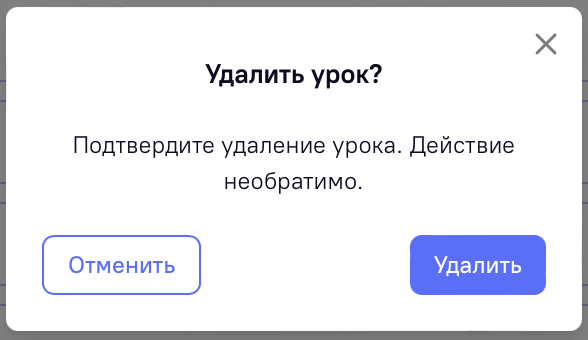 Удалить урок?
Подтвердите удаление урока. Действие
необратимо.
Отменить
Удалить